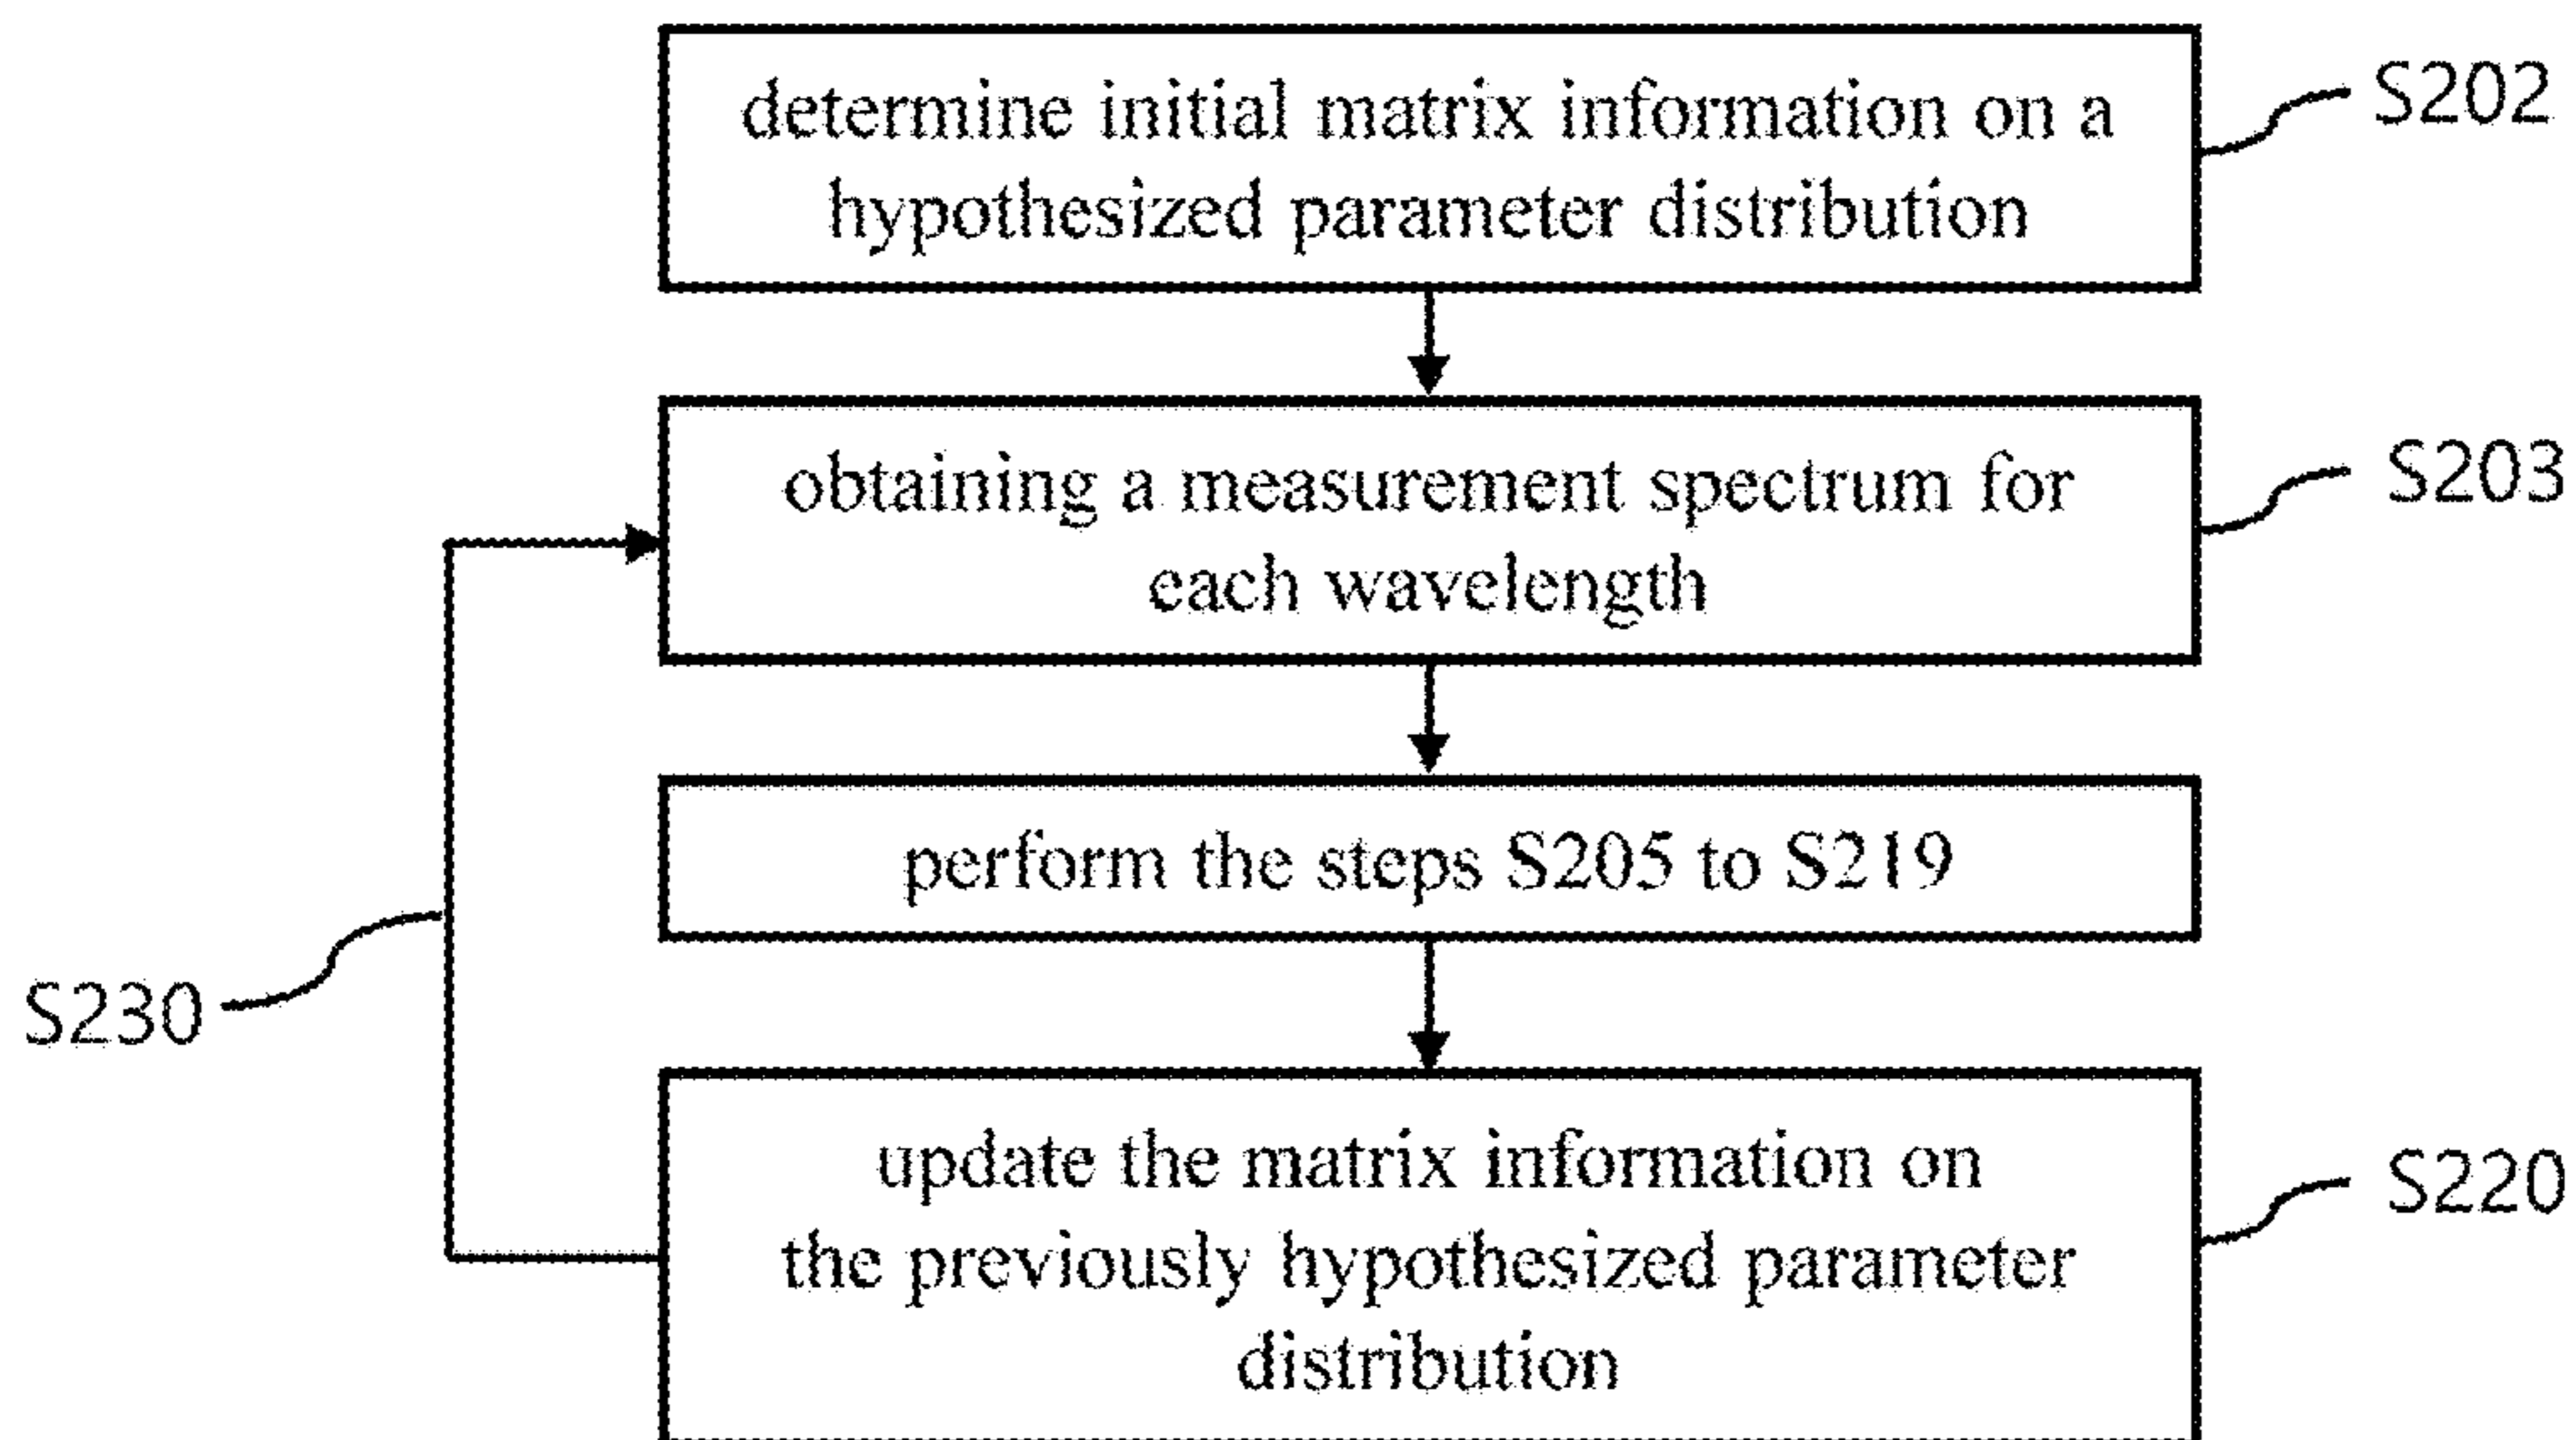 determine initial matrix information on a
hypothesized parameter distribution
S202
obtaining a measurement spectrum for
each wavelength
S203
perform the steps S205 to S219
S230
update the matrix information on
the previously hypothesized parameter
distribution
S220